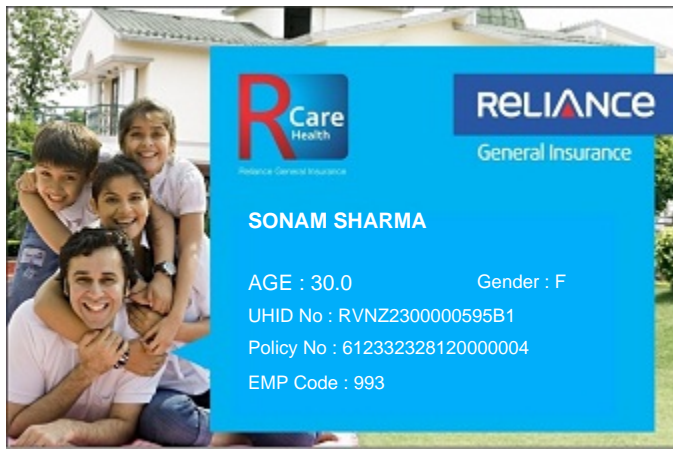 RCare
Health
Reliance General Insurance
RELIANCE
General Insurance
SONAM SHARMA
AGE : 30.0 Gender : F
UHID No : RVNZ2300000595B1
Policy No : 612332328120000004
EMP Code : 993